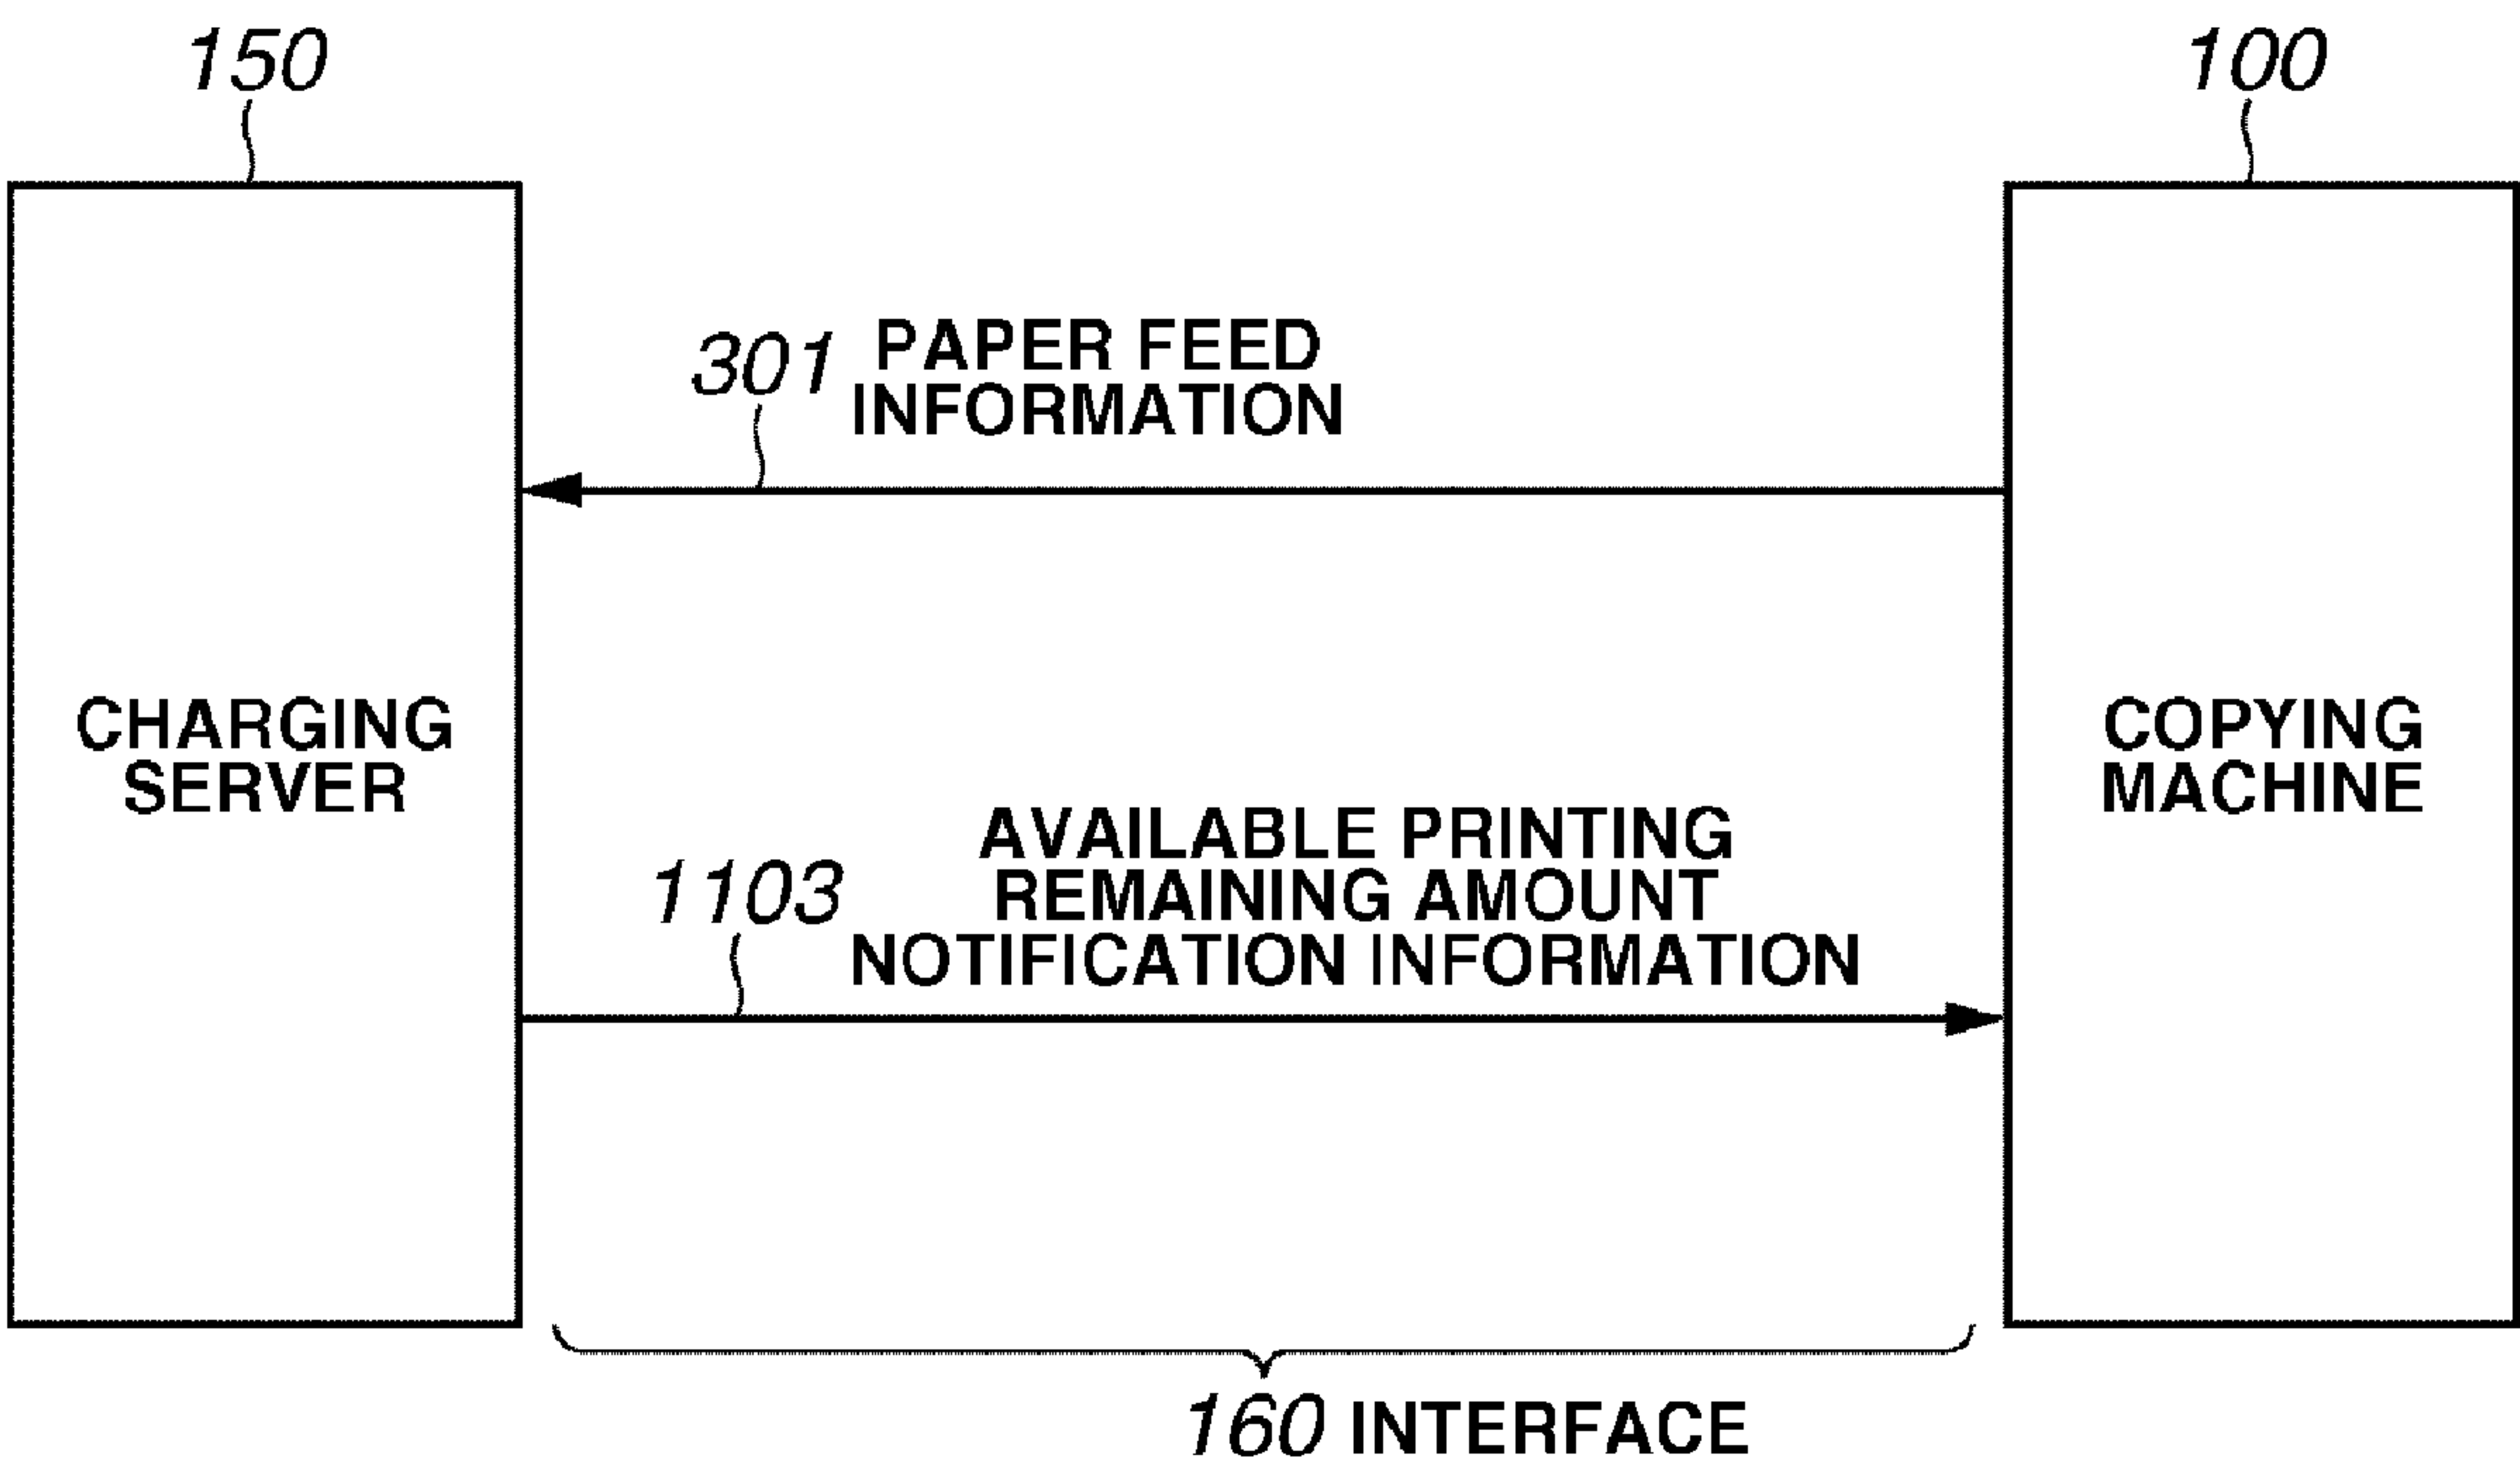 150
100
301 PAPER FEED
INFORMATION
CHARGING
SERVER
COPYING
MACHINE
AVAILABLE PRINTING
1103 REMAINING AMOUNT
NOTIFICATION INFORMATION
160 INTERFACE